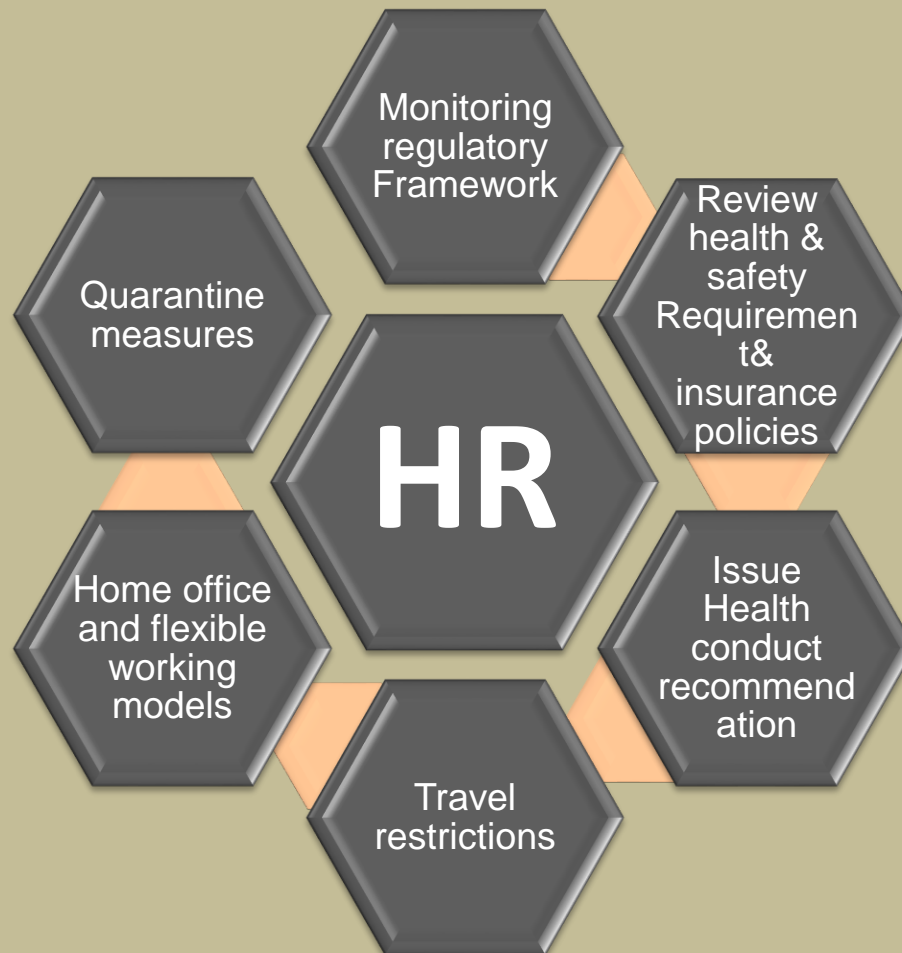 Monitoring
regulatory
Framework
Review
health &
safety
Requiremen
t&
insurance
policies
Issue
Health
conduct
recommend
ation
Travel
restrictions
Home office
and flexible
working
models
Quarantine
measures
HR